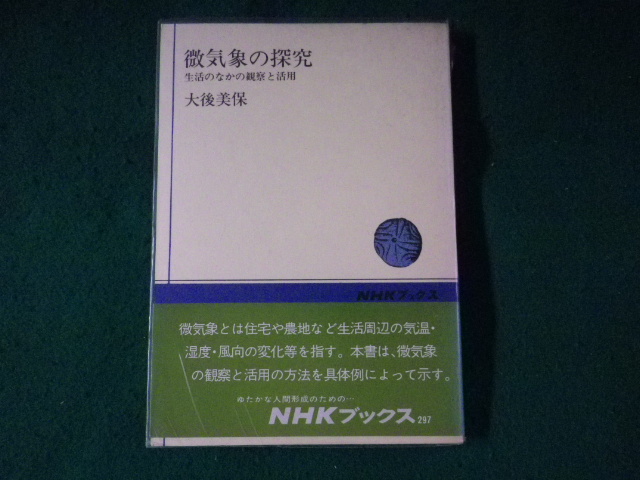 微気象の探究
生活のなかの観察と活用
大後美保
NHKブックス
微気象とは住宅や農地など生活周辺の気温・
湿度・風向の変化等を指す。本書は、微気象
の観察と活用の方法を具体例によって示す。
ゆたかな人間形成のための…
NHKブックス 297